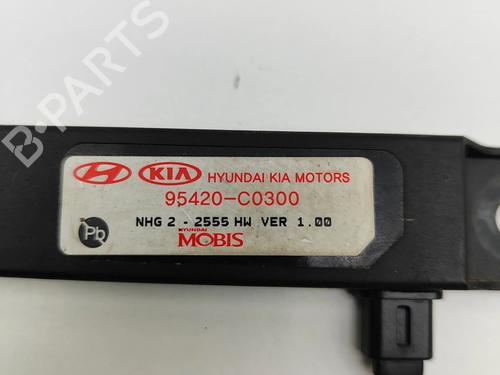 B-PARTS
KIA HYUNDAI KIA MOTORS
95420-C0300
NHG 2 - 2555 HW VER 1.00
Pb
HYUNDAI
MOBIS